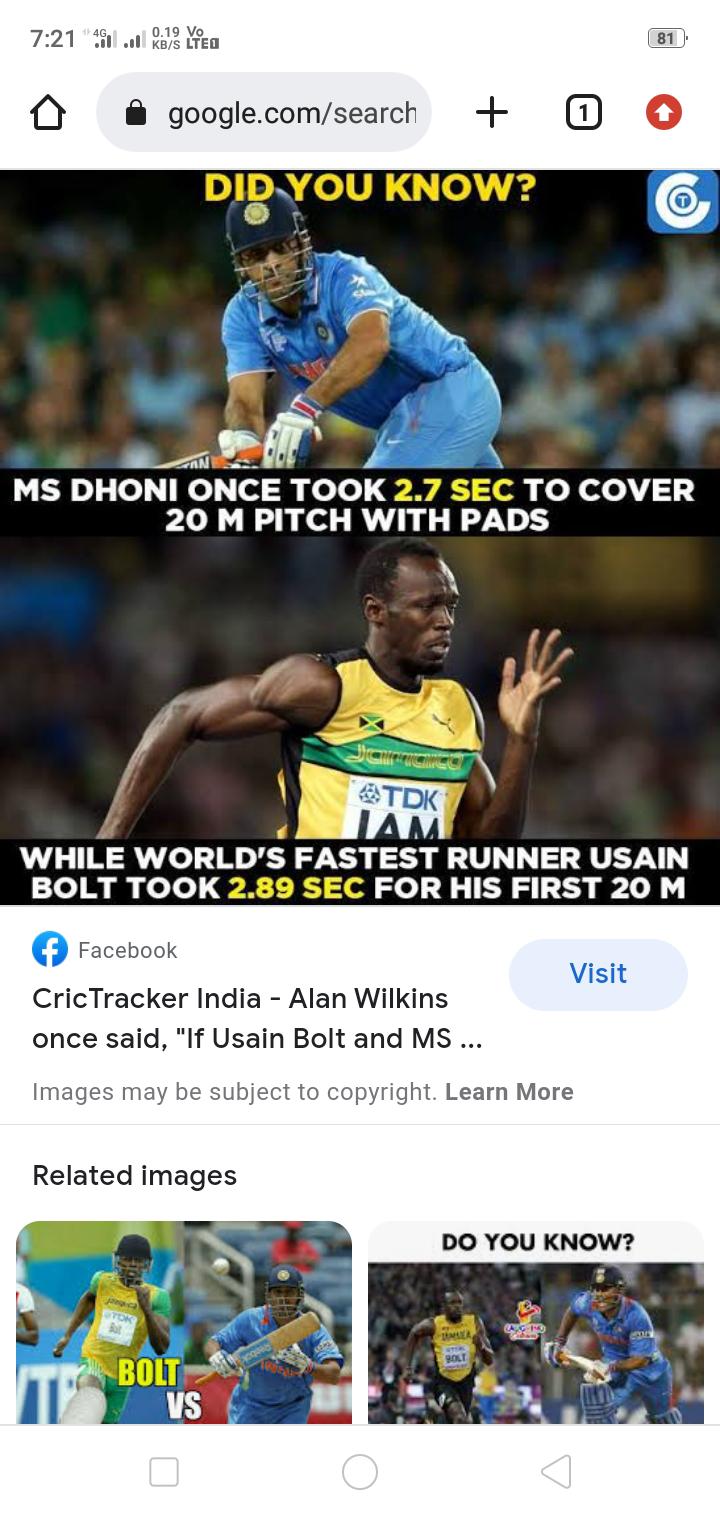 7:21 4G 0.19 KB/S Vo LTE 81
google.com/search 1
DID YOU KNOW?
MS DHONI ONCE TOOK 2.7 SEC TO COVER
20 M PITCH WITH PADS
Jamaica
TDK
JAM
WHILE WORLD'S FASTEST RUNNER USAIN
BOLT TOOK 2.89 SEC FOR HIS FIRST 20 M
Facebook
Visit
CricTracker India - Alan Wilkins
once said, "If Usain Bolt and MS ...
Images may be subject to copyright. Learn More
Related images
BOLT
VS
DO YOU KNOW?
JAMAICA
BOLT